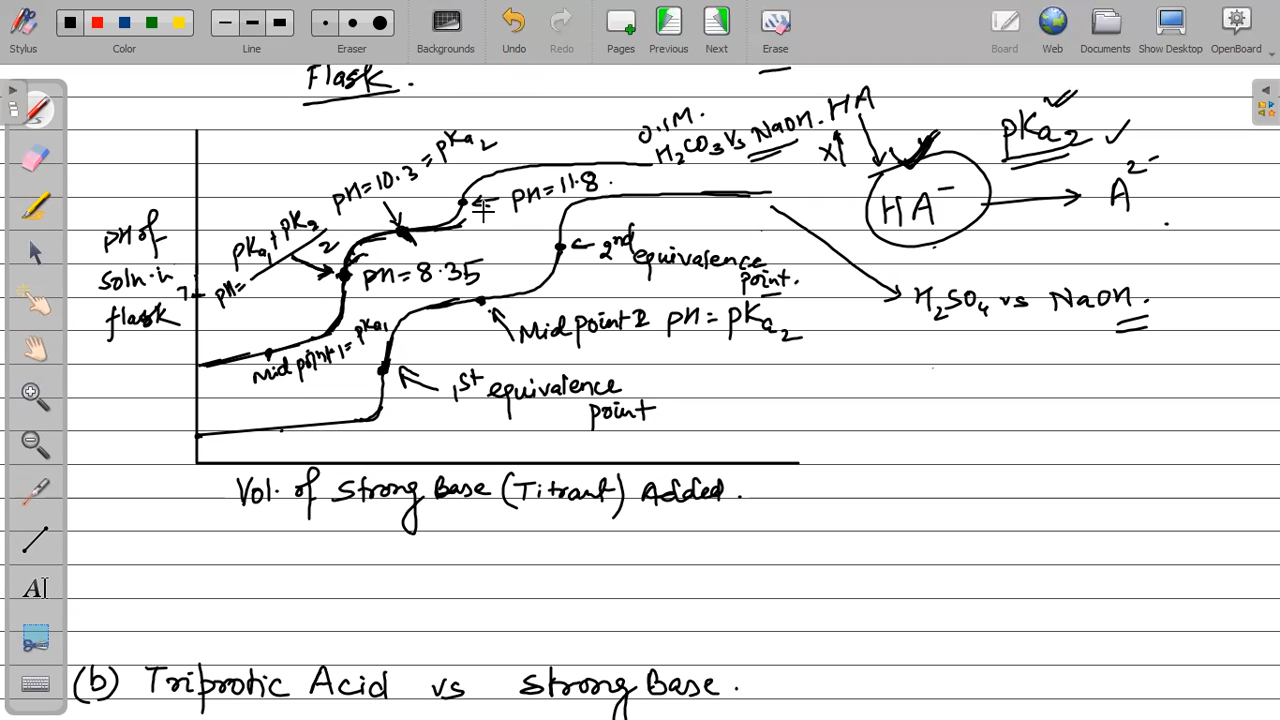 Stylus
Color
Line
Eraser
Backgrounds
Undo
Redo
Pages
Previous
Next
Erase
Board
Web
Documents
Show Desktop
OpenBoard
Flask.
0.1M.
H2CO3 Vs NaOH.
HA
X
pKa2
HA⁻
A²⁻
pH of
soln. in
flask
7
pH = pKa1 + pKa2 / 2
pH = 10.3 = pKa2
pH = 11.8
pH = 8.35
Mid point 1 = pKa1
2nd equivalence
point.
Mid point 2 pH = pKa2
1st equivalence
point
H2SO4 vs NaOH.
Vol. of Strong Base (Titrant) Added.
(b) Triprotic Acid vs strong Base.
AI